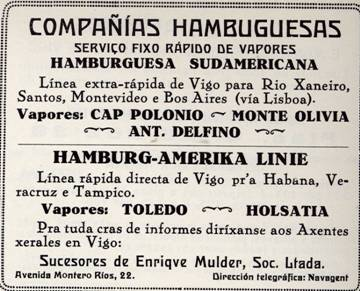 COMPAÑÍAS HAMBUGUESAS
SERVIÇO FIXO RÁPIDO DE VAPORES
HAMBURGUESA SUDAMERICANA
Línea extra-rápida de Vigo para Rio Xaneiro,
Santos, Montevideo e Bos Aires (vía Lisboa).
Vapores: CAP POLONIO — MONTE OLIVIA
ANT. DELFINO
HAMBURG-AMERIKA LINIE
Línea rápida directa de Vigo pr'a Habana, Ve-
racruz e Tampico.
Vapores: TOLEDO — HOLSATIA
Pra tuda cras de informes diríxanse aos Axentes
xerales en Vigo:
Sucesores de Enriqve Mulder, Soc. Ltada.
Avenida Montero Ríos, 22. Dirección telegráfica: Navagent